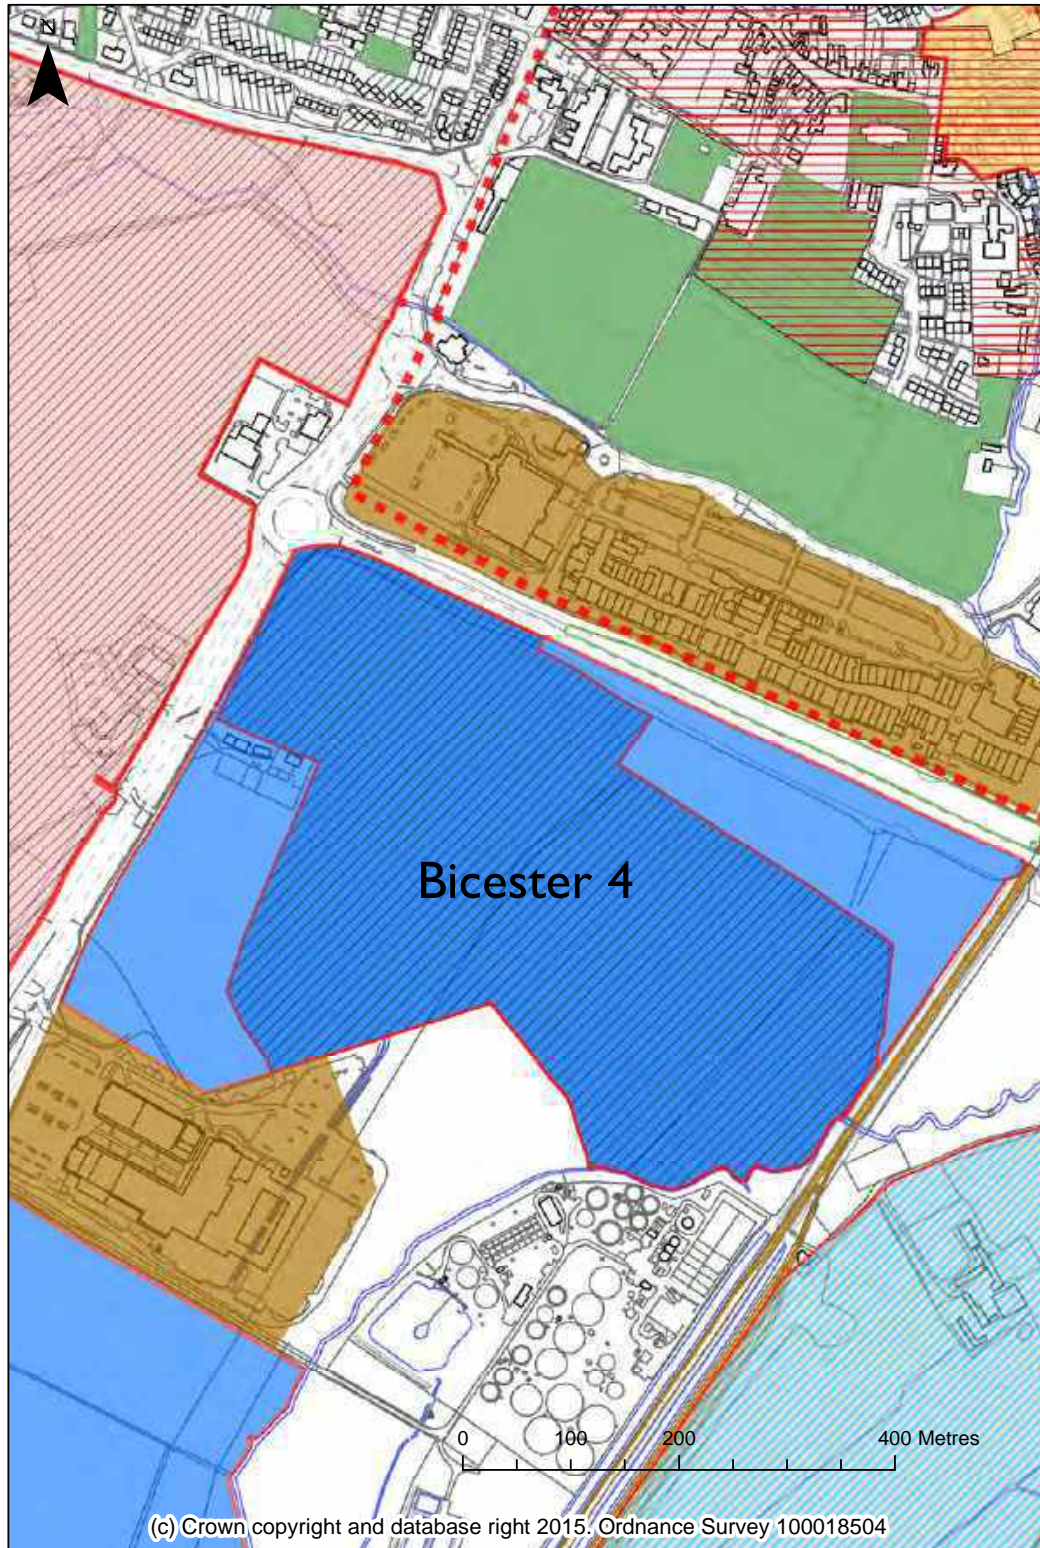 Bicester 4
0 100 200 400 Metres
(c) Crown copyright and database right 2015. Ordnance Survey 100018504